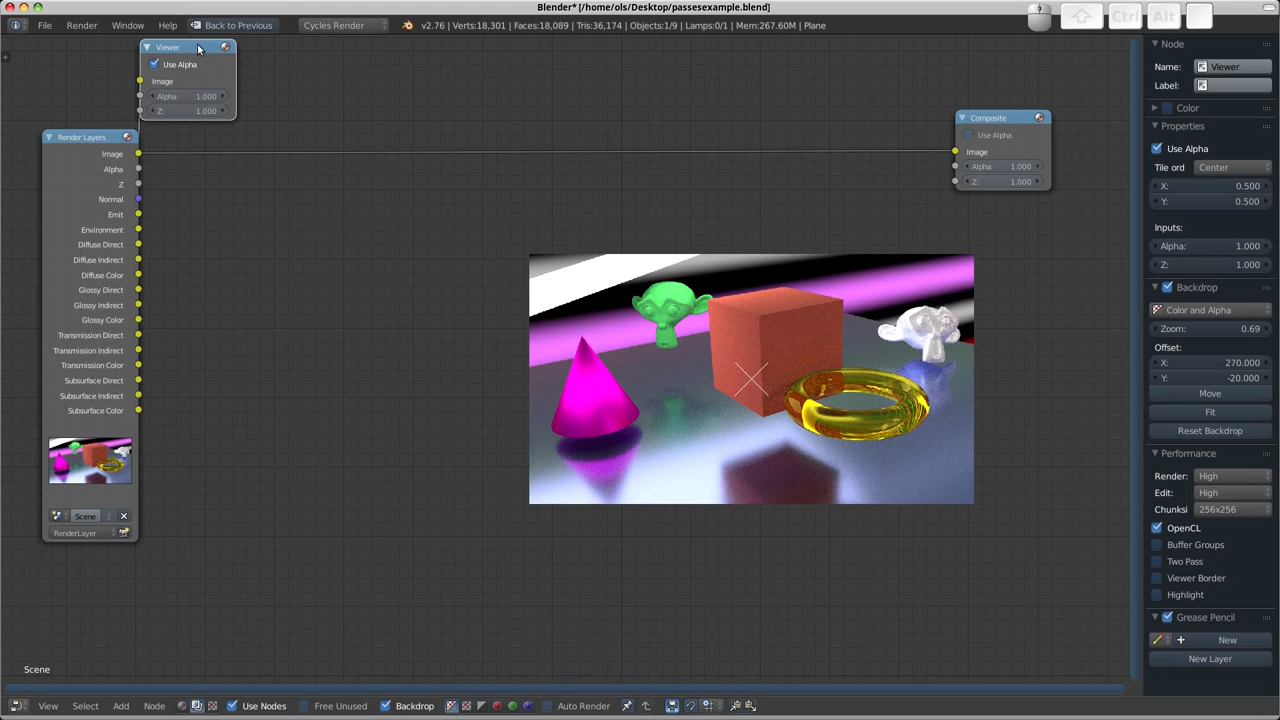 Blender* [/home/ols/Desktop/passesexample.blend]
File Render Window Help Back to Previous Cycles Render v2.76 | Verts:18,301 | Faces:18,089 | Tris:36,174 | Objects:1/9 | Lamps:0/1 | Mem:267.60M | Plane
Ctrl Alt
Viewer
Use Alpha
Image
Alpha: 1.000
Z: 1.000
Render Layers
Image
Alpha
Z
Normal
Emit
Environment
Diffuse Direct
Diffuse Indirect
Diffuse Color
Glossy Direct
Glossy Indirect
Glossy Color
Transmission Direct
Transmission Indirect
Transmission Color
Subsurface Direct
Subsurface Indirect
Subsurface Color
Scene 2
RenderLayer
Composite
Use Alpha
Image
Alpha: 1.000
Z: 1.000
Node
Name: Viewer
Label:
Color
Properties
Use Alpha
Tile ord Center
X: 0.500
Y: 0.500
Inputs:
Alpha: 1.000
Z: 1.000
Backdrop
Color and Alpha
Zoom: 0.69
Offset:
X: 270.000
Y: -20.000
Move
Fit
Reset Backdrop
Performance
Render: High
Edit: High
Chunksi 256x256
OpenCL
Buffer Groups
Two Pass
Viewer Border
Highlight
Grease Pencil
New
New Layer
Scene
View Select Add Node Use Nodes Free Unused Backdrop Auto Render